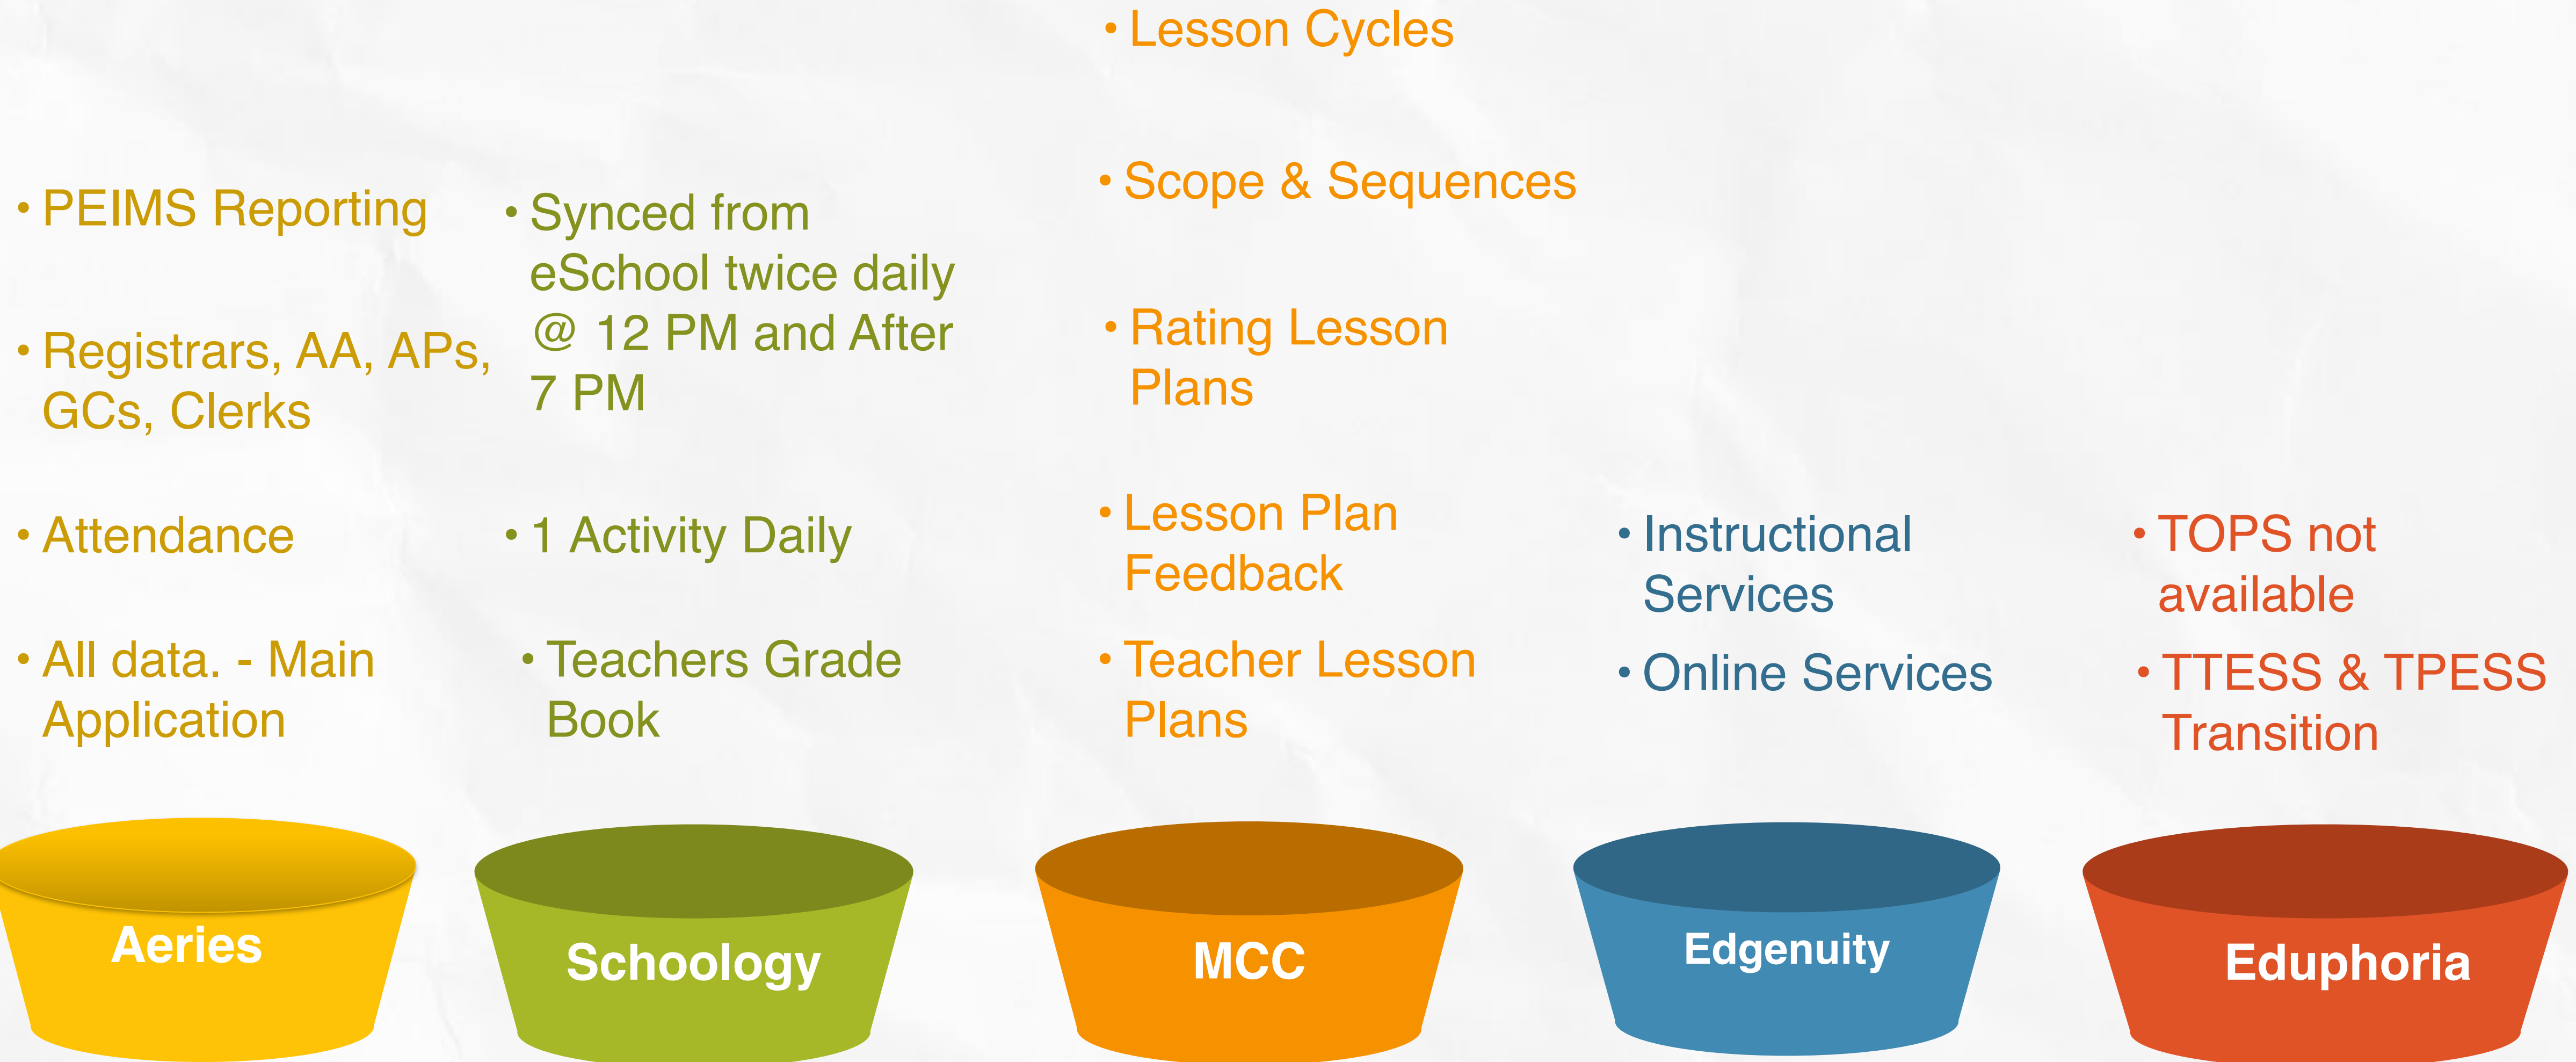 • PEIMS Reporting
• Registrars, AA, APs,
GCs, Clerks
• Attendance
• All data. - Main
Application
Aeries
• Synced from
eSchool twice daily
@ 12 PM and After
7 PM
• 1 Activity Daily
• Teachers Grade
Book
Schoology
• Lesson Cycles
• Scope & Sequences
• Rating Lesson
Plans
• Lesson Plan
Feedback
• Teacher Lesson
Plans
MCC
• Instructional
Services
• Online Services
Edgenuity
• TOPS not
available
• TTESS & TPESS
Transition
Eduphoria